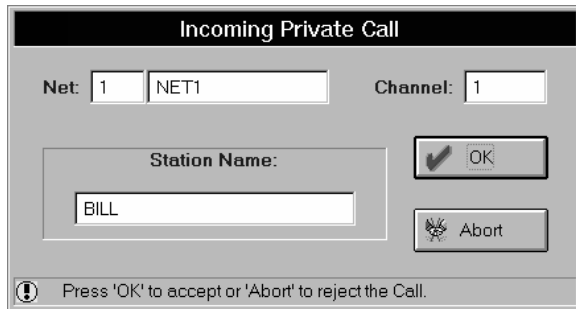 Incoming Private Call
Net: 1 NET1 Channel: 1
Station Name:
OK
BILL
Abort
Press 'OK' to accept or 'Abort' to reject the Call.